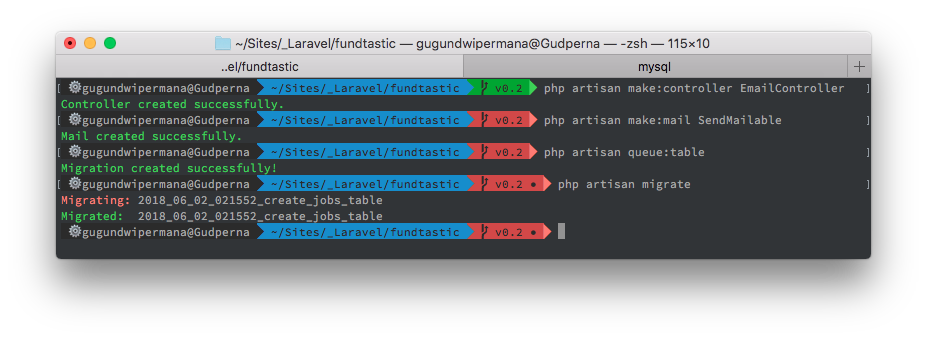 ~/Sites/_Laravel/fundtastic — gugundwipermana@Gudperna — -zsh — 115×10
..el/fundtastic mysql +
[ gugundwipermana@Gudperna ~/Sites/_Laravel/fundtastic v0.2 php artisan make:controller EmailController ]
Controller created successfully.
[ gugundwipermana@Gudperna ~/Sites/_Laravel/fundtastic v0.2 php artisan make:mail SendMailable ]
Mail created successfully.
[ gugundwipermana@Gudperna ~/Sites/_Laravel/fundtastic v0.2 php artisan queue:table ]
Migration created successfully!
[ gugundwipermana@Gudperna ~/Sites/_Laravel/fundtastic v0.2 • php artisan migrate ]
Migrating: 2018_06_02_021552_create_jobs_table
Migrated: 2018_06_02_021552_create_jobs_table
gugundwipermana@Gudperna ~/Sites/_Laravel/fundtastic v0.2 •